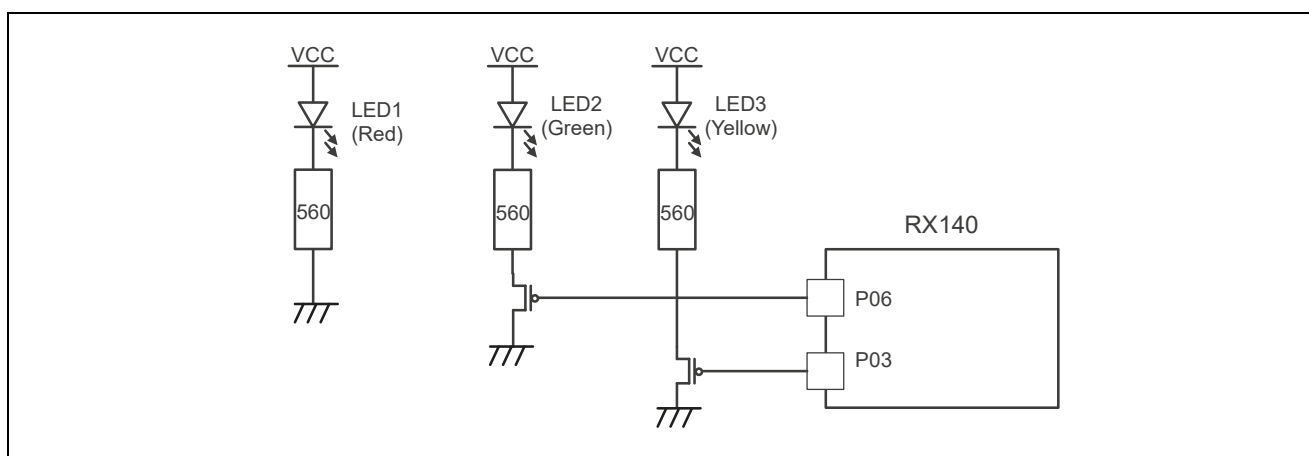 VCC
VCC
VCC
LED1
(Red)
LED2
(Green)
LED3
(Yellow)
560
560
560
RX140
P06
P03